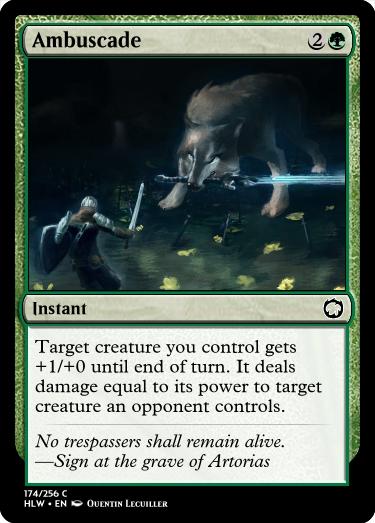 Ambuscade 2
Instant
Target creature you control gets
+1/+0 until end of turn. It deals
damage equal to its power to target
creature an opponent controls.
No trespassers shall remain alive.
—Sign at the grave of Artorias
174/256 C
HLW • EN Quentin Lecuiller